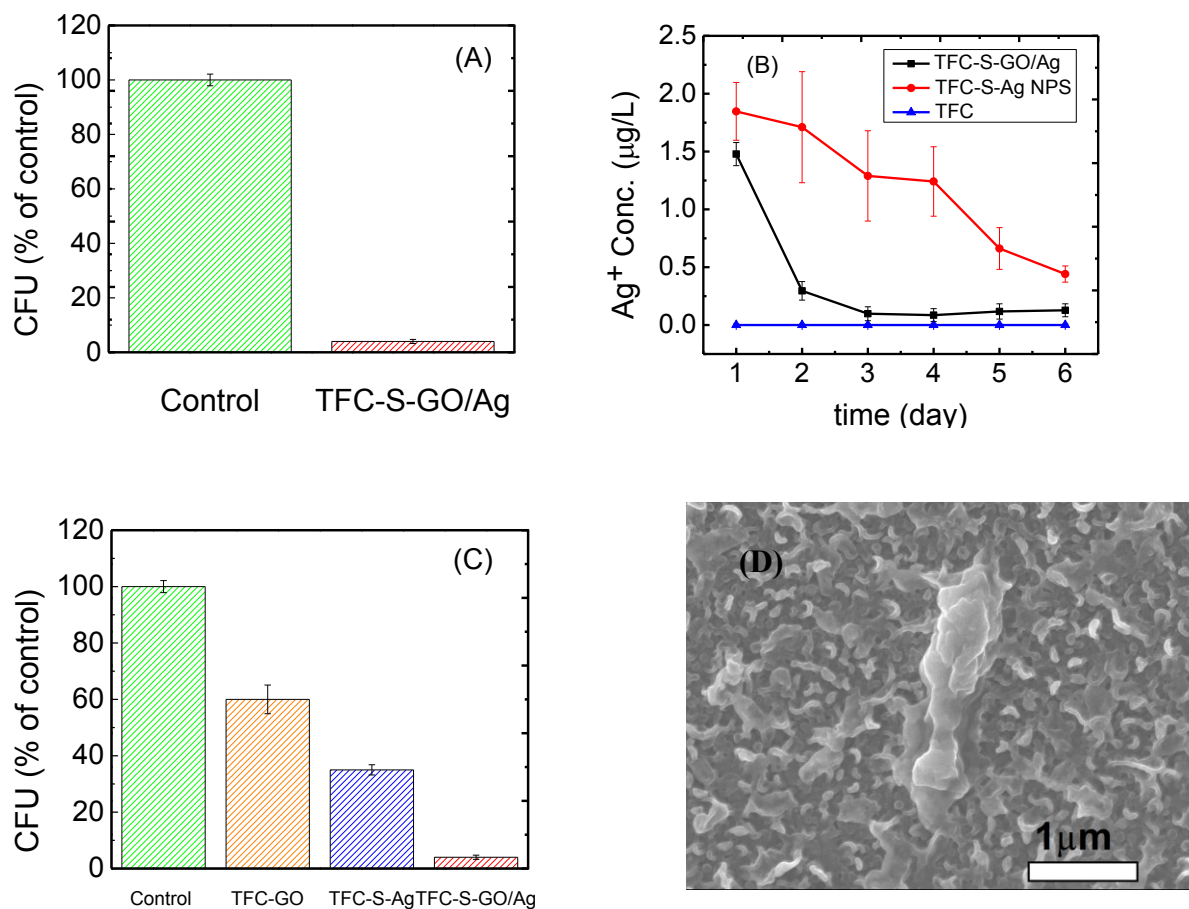 (A)
120
100
80
60
40
20
0
CFU (% of control)
Control TFC-S-GO/Ag
(B)
2.5
2.0
1.5
1.0
0.5
0.0
Ag⁺ Conc. (μg/L)
TFC-S-GO/Ag
TFC-S-Ag NPS
TFC
1 2 3 4 5 6
time (day)
(C)
120
100
80
60
40
20
0
CFU (% of control)
Control TFC-GO TFC-S-Ag TFC-S-GO/Ag
(D)
1μm